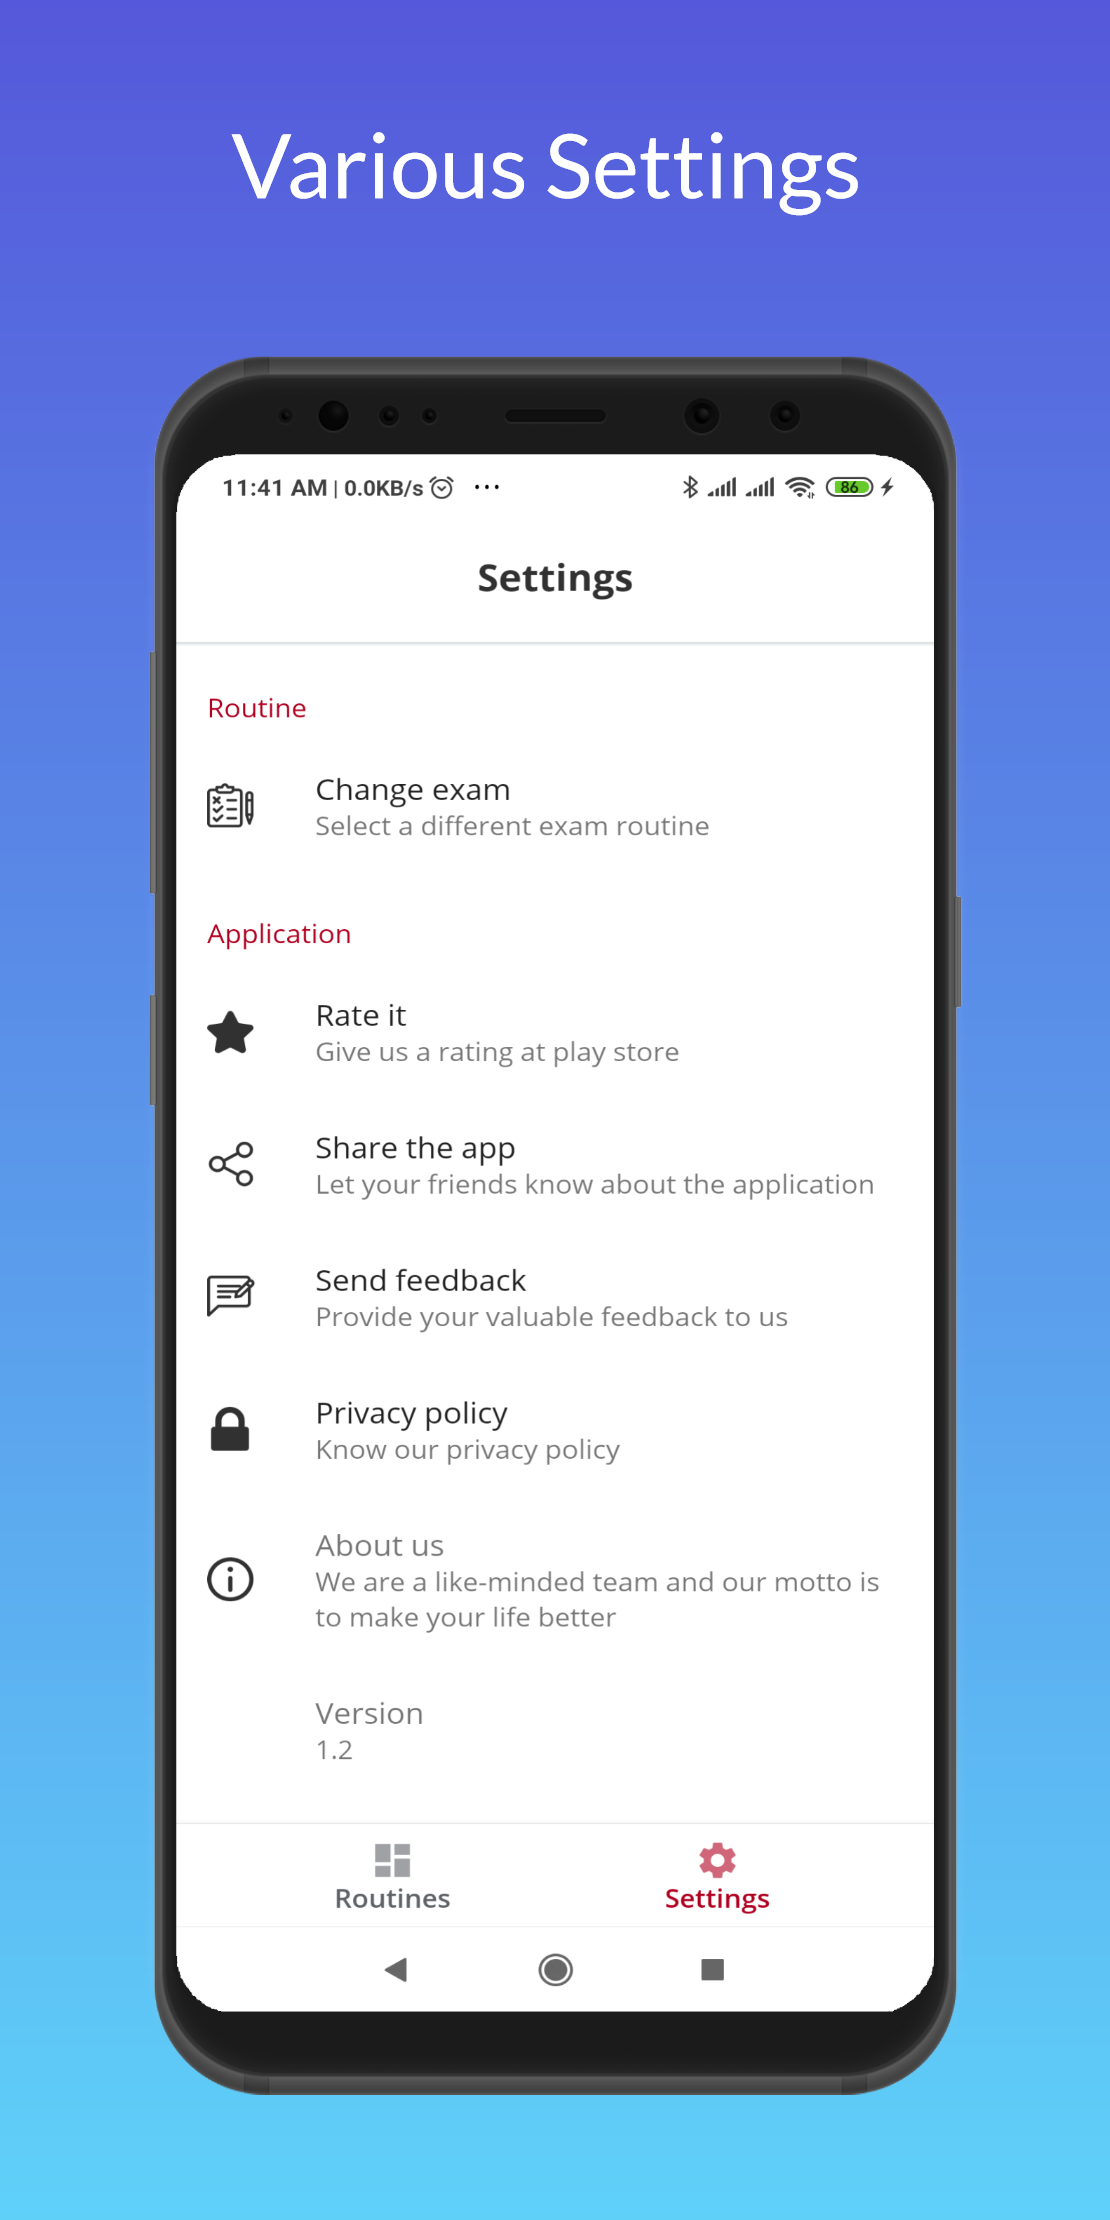 Various Settings
11:41 AM | 0.0KB/s ...
86
Settings
Routine
Change exam
Select a different exam routine
Application
Rate it
Give us a rating at play store
Share the app
Let your friends know about the application
Send feedback
Provide your valuable feedback to us
Privacy policy
Know our privacy policy
About us
We are a like-minded team and our motto is
to make your life better
Version
1.2
Routines
Settings